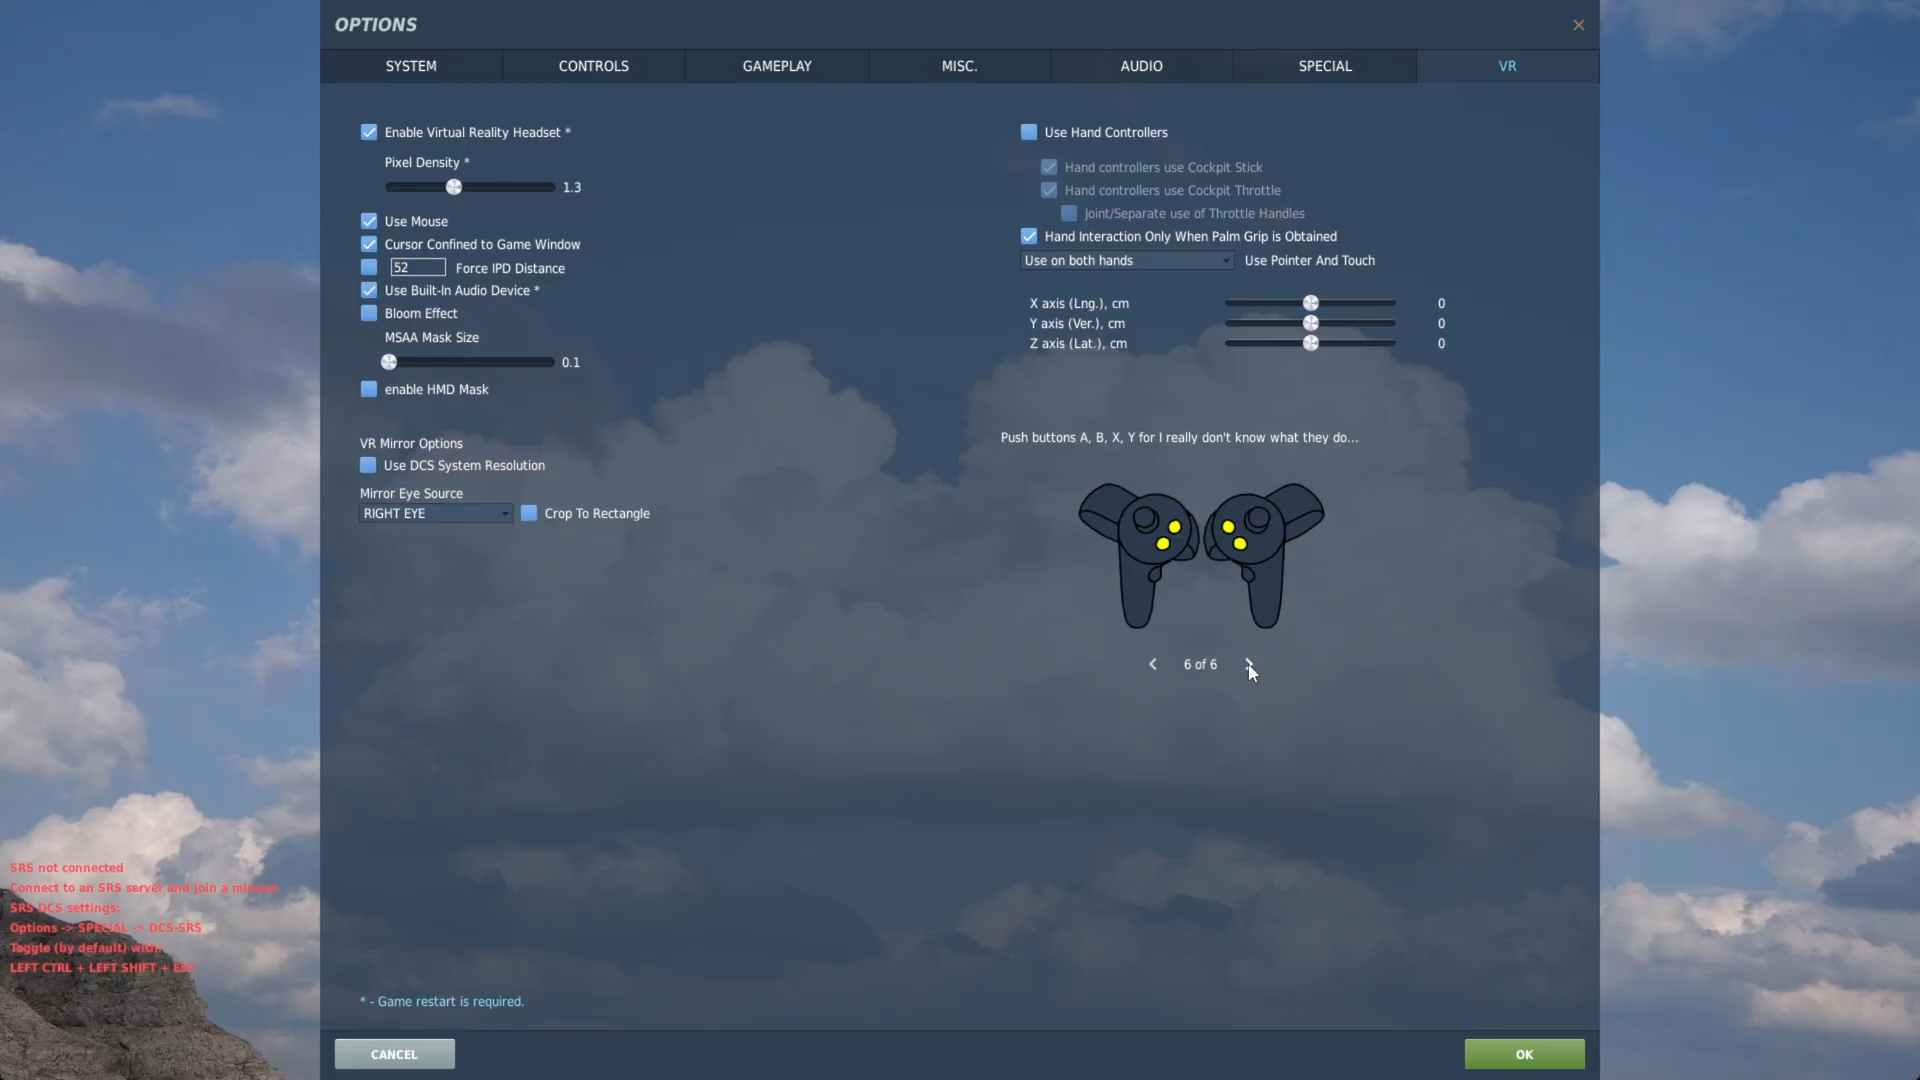 OPTIONS
SYSTEM CONTROLS GAMEPLAY MISC. AUDIO SPECIAL VR
Enable Virtual Reality Headset *
Pixel Density *
1.3
Use Mouse
Cursor Confined to Game Window
52 Force IPD Distance
Use Built-In Audio Device *
Bloom Effect
MSAA Mask Size
0.1
enable HMD Mask
VR Mirror Options
Use DCS System Resolution
Mirror Eye Source
RIGHT EYE Crop To Rectangle
Use Hand Controllers
Hand controllers use Cockpit Stick
Hand controllers use Cockpit Throttle
Joint/Separate use of Throttle Handles
Hand Interaction Only When Palm Grip is Obtained
Use on both hands Use Pointer And Touch
X axis (Lng.), cm 0
Y axis (Ver.), cm 0
Z axis (Lat.), cm 0
Push buttons A, B, X, Y for I really don't know what they do...
6 of 6
SRS not connected
Connect to an SRS server and join a mission
SRS DCS settings:
Options -> SPECIAL -> DCS-SRS
Toggle (by default) with:
LEFT CTRL + LEFT SHIFT + ESC
* - Game restart is required.
CANCEL OK